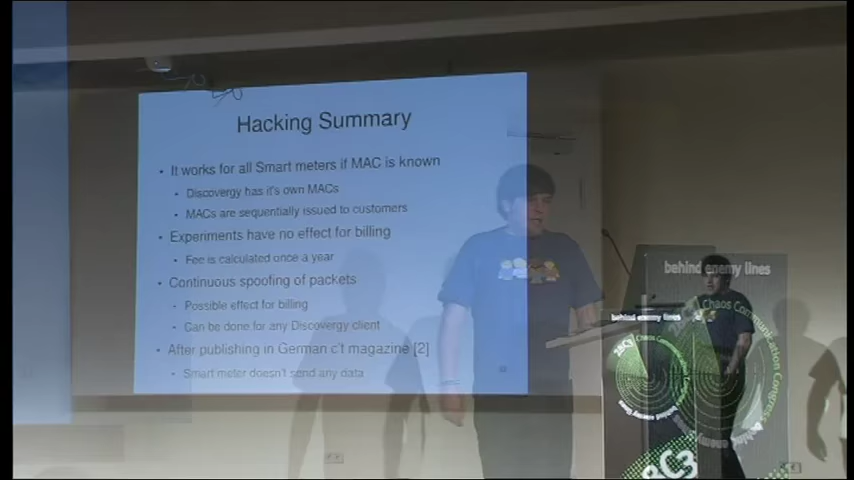 Hacking Summary
• It works for all Smart meters if MAC is known
• Discovergy has it's own MACs
• MACs are sequentially issued to customers
• Experiments have no effect for billing
• Fee is calculated once a year
• Continuous spoofing of packets
• Possible effect for billing
• Can be done for any Discovergy client
• After publishing in German c't magazine [2]
• Smart meter doesn't send any data
behind enemy lines
Chaos Communication Congress
behind enemy lines